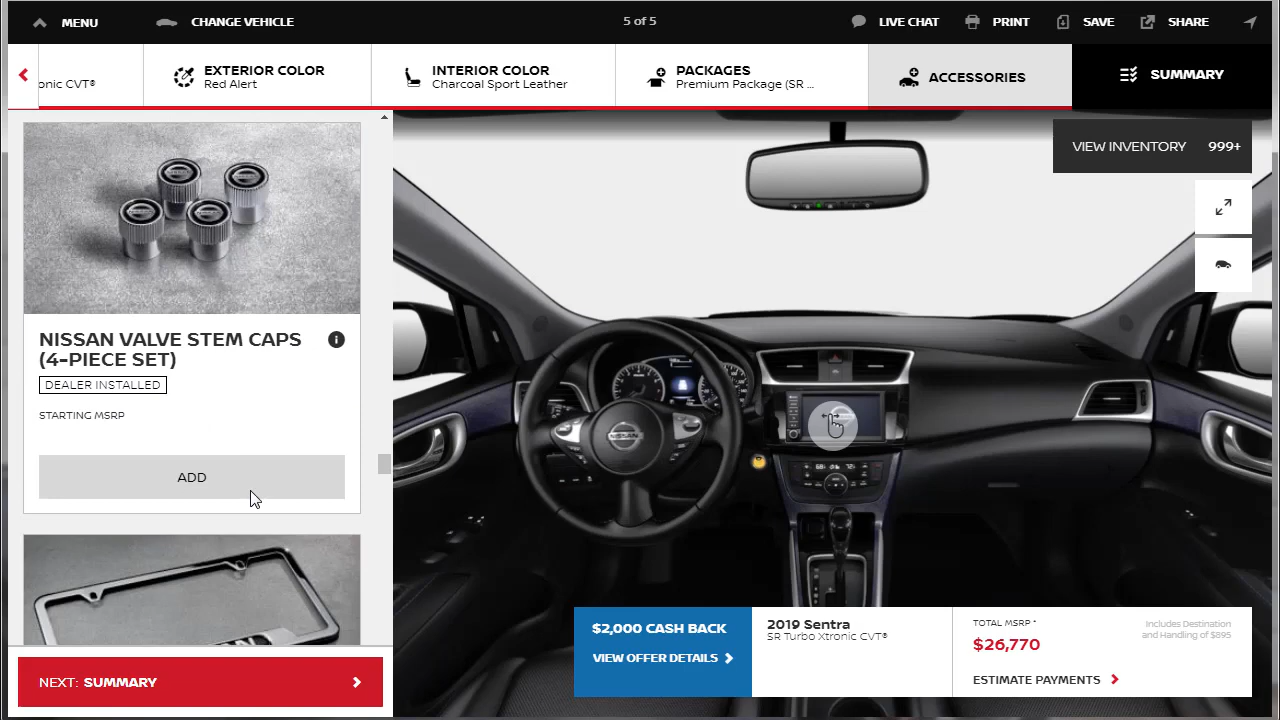 MENU
CHANGE VEHICLE
5 of 5
LIVE CHAT
PRINT
SAVE
SHARE
onic CVT®
EXTERIOR COLOR
Red Alert
INTERIOR COLOR
Charcoal Sport Leather
PACKAGES
Premium Package (SR ...
ACCESSORIES
SUMMARY
VIEW INVENTORY 999+
NISSAN VALVE STEM CAPS
(4-PIECE SET)
DEALER INSTALLED
STARTING MSRP
ADD
NISSAN
NEXT: SUMMARY
$2,000 CASH BACK
VIEW OFFER DETAILS
2019 Sentra
SR Turbo Xtronic CVT®
TOTAL MSRP *
$26,770
Includes Destination
and Handling of $895
ESTIMATE PAYMENTS